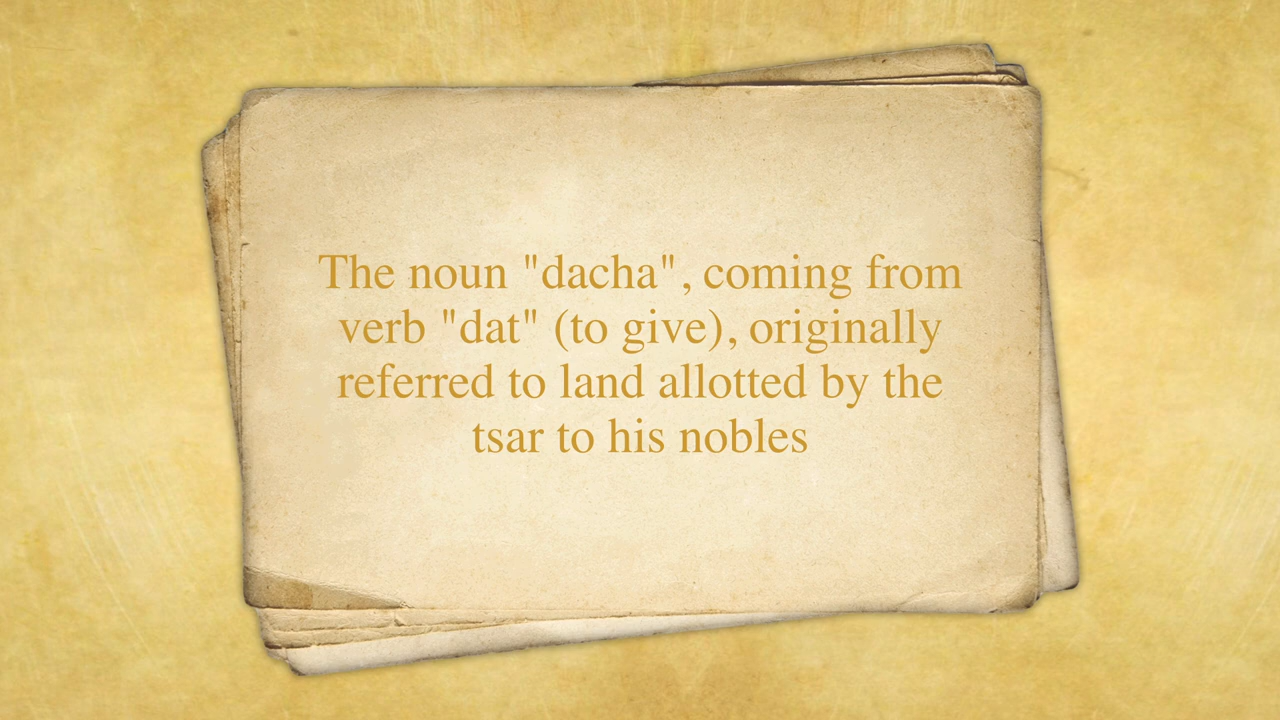 The noun "dacha", coming from
verb "dat" (to give), originally
referred to land allotted by the
tsar to his nobles